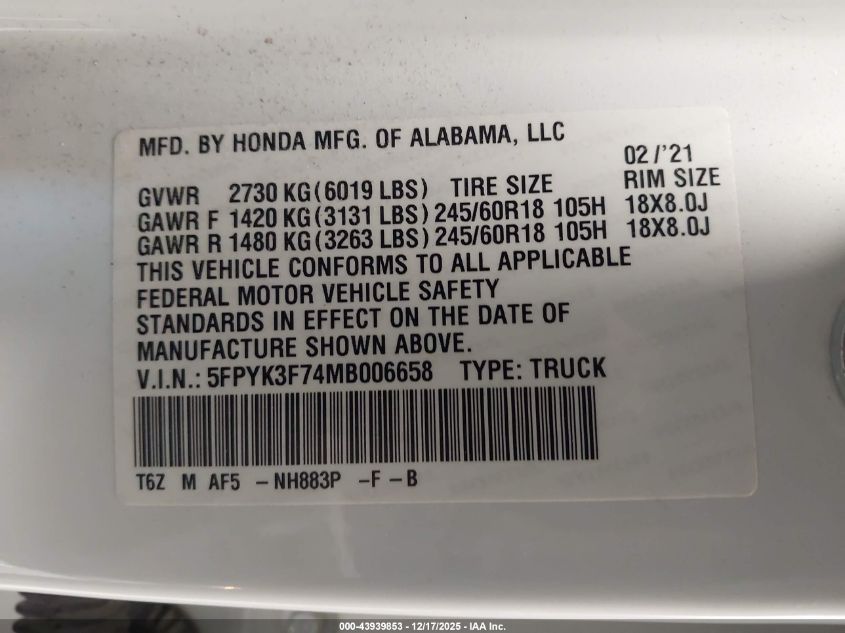 MFD. BY HONDA MFG. OF ALABAMA, LLC
02/'21
GVWR 2730 KG(6019 LBS) TIRE SIZE RIM SIZE
GAWR F 1420 KG(3131 LBS)245/60R18 105H 18X8.0J
GAWR R 1480 KG(3263 LBS)245/60R18 105H 18X8.0J
THIS VEHICLE CONFORMS TO ALL APPLICABLE
FEDERAL MOTOR VEHICLE SAFETY
STANDARDS IN EFFECT ON THE DATE OF
MANUFACTURE SHOWN ABOVE.
V.I.N.: 5FPYK3F74MB006658 TYPE: TRUCK
T6Z M AF5 -NH883P -F -B
000-43939853 - 12/17/2025 - IAA Inc.